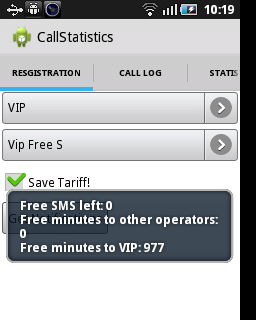 10:19
CallStatistics
RESGISTRATION CALL LOG STATIS
VIP
Vip Free S
Save Tariff!
Free SMS left: 0
Free minutes to other operators:
0
Free minutes to VIP: 977